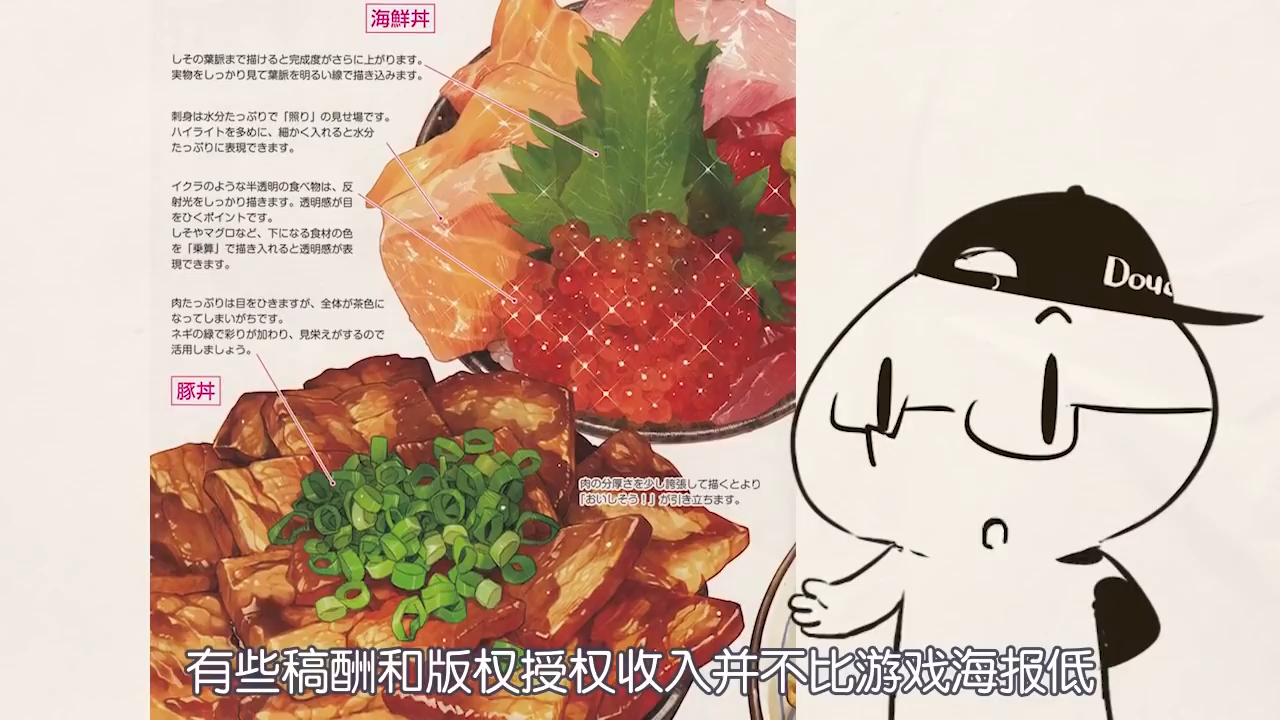 海鮮丼
しその葉脈まで描けると完成度がさらに上がります。
実物をしっかり見て葉脈を明るい線で描き込みます。
刺身は水分たっぷりで「照り」の見せ場です。
ハイライトを多めに、細かく入れると水分
たっぷりに表現できます。
イクラのような半透明の食べ物は、反
射光をしっかり描きます。透明感が目
をひくポイントです。
しそやマグロなど、下になる食材の色
を「乗算」で描き入れると透明感が表
現できます。
肉たっぷりは目をひきますが、全体が茶色に
なってしまいがちです。
ネギの緑で彩りが加わり、見栄えがするので
活用しましょう。
豚丼
肉の分厚さを少し誇張して描くとより
「おいしそう！」が引き立ちます。
有些稿酬和版权授权收入并不比游戏海报低